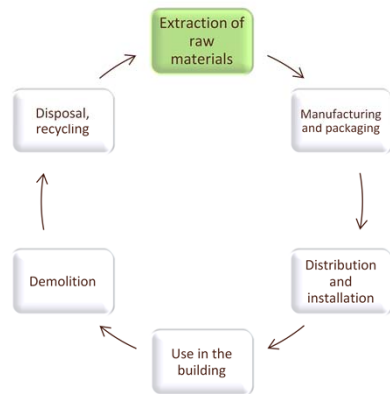 Extraction of
raw
materials
Manufacturing
and packaging
Distribution
and
installation
Use in the
building
Demolition
Disposal,
recycling